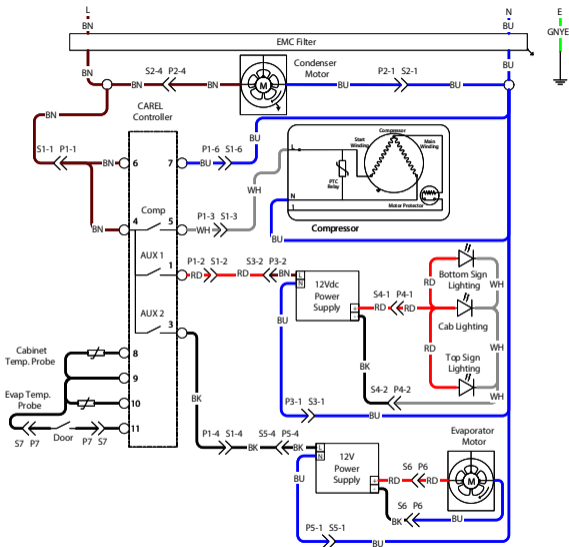 L
N
E
BN
BU
GNYE
EMC Filter
BN
BU
Condenser
Motor
S2-4 P2-4
P2-1 S2-1
BN
BN
M
BU
BU
BN
CAREL
Controller
S1-1 P1-1
BN
6
7
P1-6 S1-6
BU
BU
BU
Compressor
Start
Winding
Main
Winding
L
PTC
Relay
WH
N
Motor Protector
Compressor
BN
4
Comp
5
P1-3 S1-3
WH
BU
AUX 1
1
P1-2 S1-2
S3-2 P3-2
RD
RD
BN
L
N
12Vdc
Power
Supply
+
-
S4-1 P4-1
RD
RD
RD
WH
Bottom Sign
Lighting
Cab Lighting
RD
WH
Top Sign
Lighting
AUX 2
3
BU
BK
S4-2 P4-2
WH
Cabinet
Temp. Probe
8
9
Evap Temp.
Probe
10
11
S7 P7
Door
P7 S7
BK
P3-1 S3-1
BU
P1-4 S1-4
S5-4 P5-4
BK
BK
L
N
12V
Power
Supply
+
-
Evaporator
Motor
S6 P6
RD
RD
M
BU
S6 P6
BK
BU
P5-1 S5-1
BU